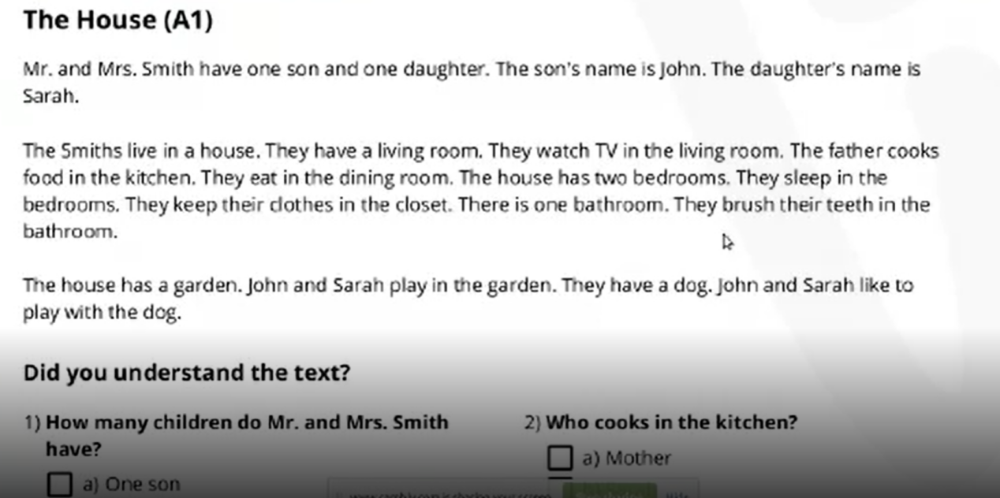 The House (A1)
Mr. and Mrs. Smith have one son and one daughter. The son's name is John. The daughter's name is
Sarah.
The Smiths live in a house. They have a living room. They watch TV in the living room. The father cooks
food in the kitchen. They eat in the dining room. The house has two bedrooms. They sleep in the
bedrooms. They keep their clothes in the closet. There is one bathroom. They brush their teeth in the
bathroom.
The house has a garden. John and Sarah play in the garden. They have a dog. John and Sarah like to
play with the dog.
Did you understand the text?
1) How many children do Mr. and Mrs. Smith
have?
a) One son
2) Who cooks in the kitchen?
a) Mother